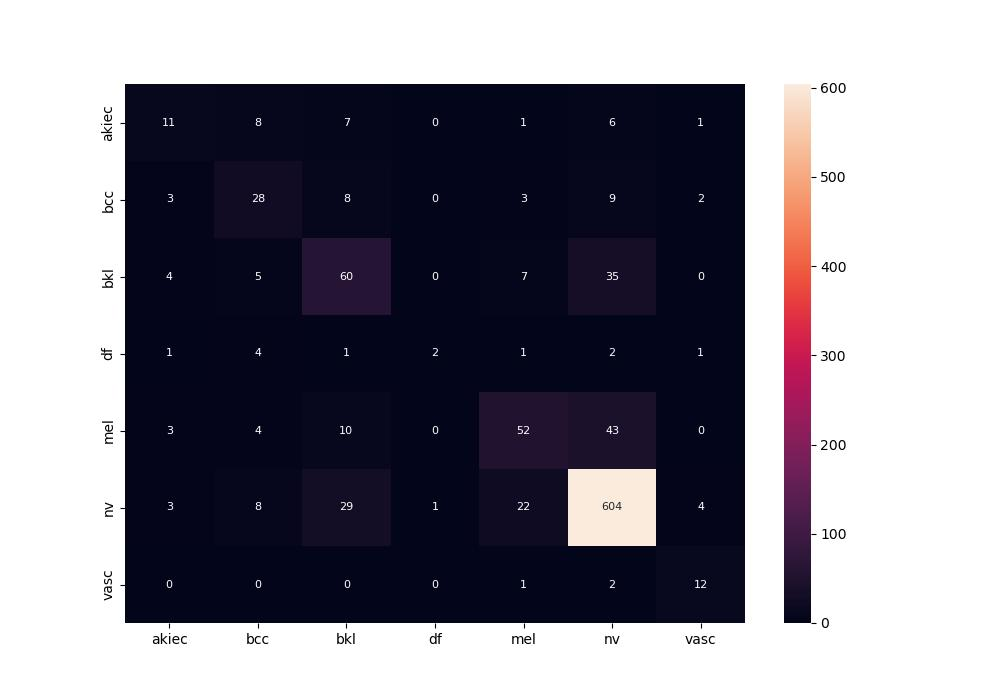 akiec 11 8 7 0 1 6 1
bcc 3 28 8 0 3 9 2
bkl 4 5 60 0 7 35 0
df 1 4 1 2 1 2 1
mel 3 4 10 0 52 43 0
nv 3 8 29 1 22 604 4
vasc 0 0 0 0 1 2 12
akiec bcc bkl df mel nv vasc
600
500
400
300
200
100
0